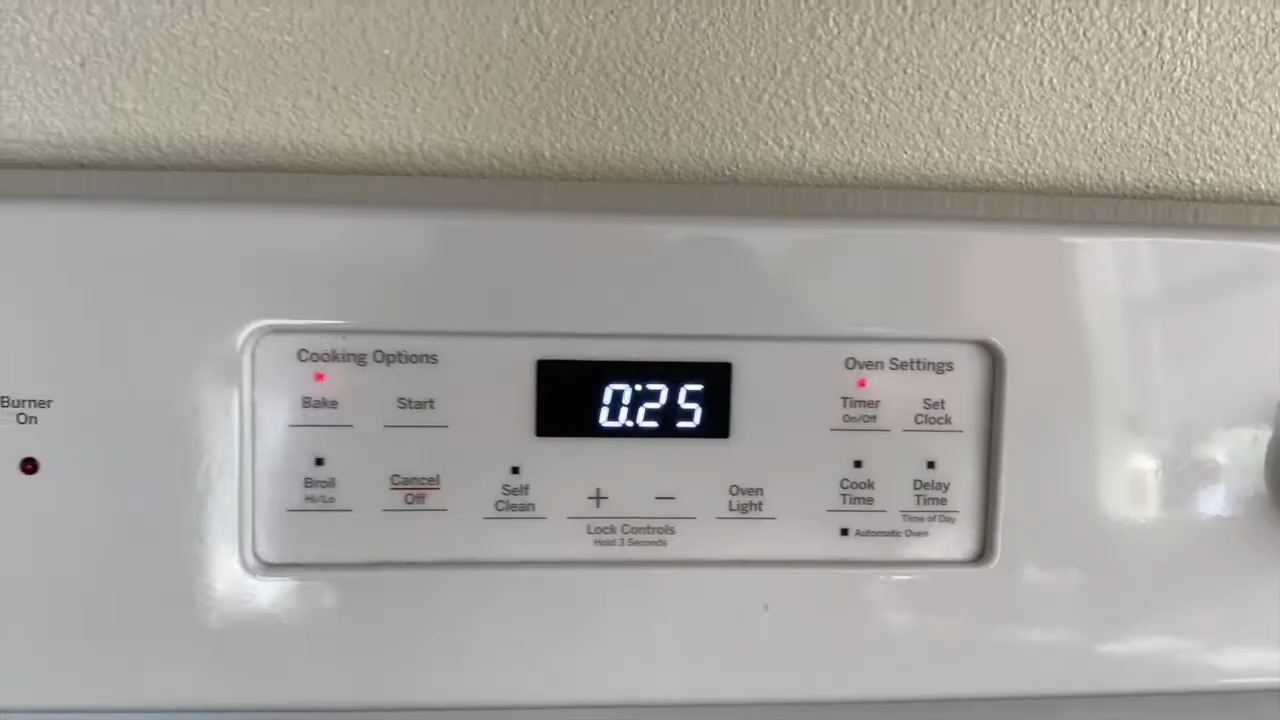 Cooking Options
Bake
Start
Broil
Hi/Lo
Cancel
Off
Self
Clean
0:25
+
−
Lock Controls
Hold 3 Seconds
Oven
Light
Oven Settings
Timer
On/Off
Set
Clock
Cook
Time
Delay
Time
Time of Day
Automatic Oven
Burner
On